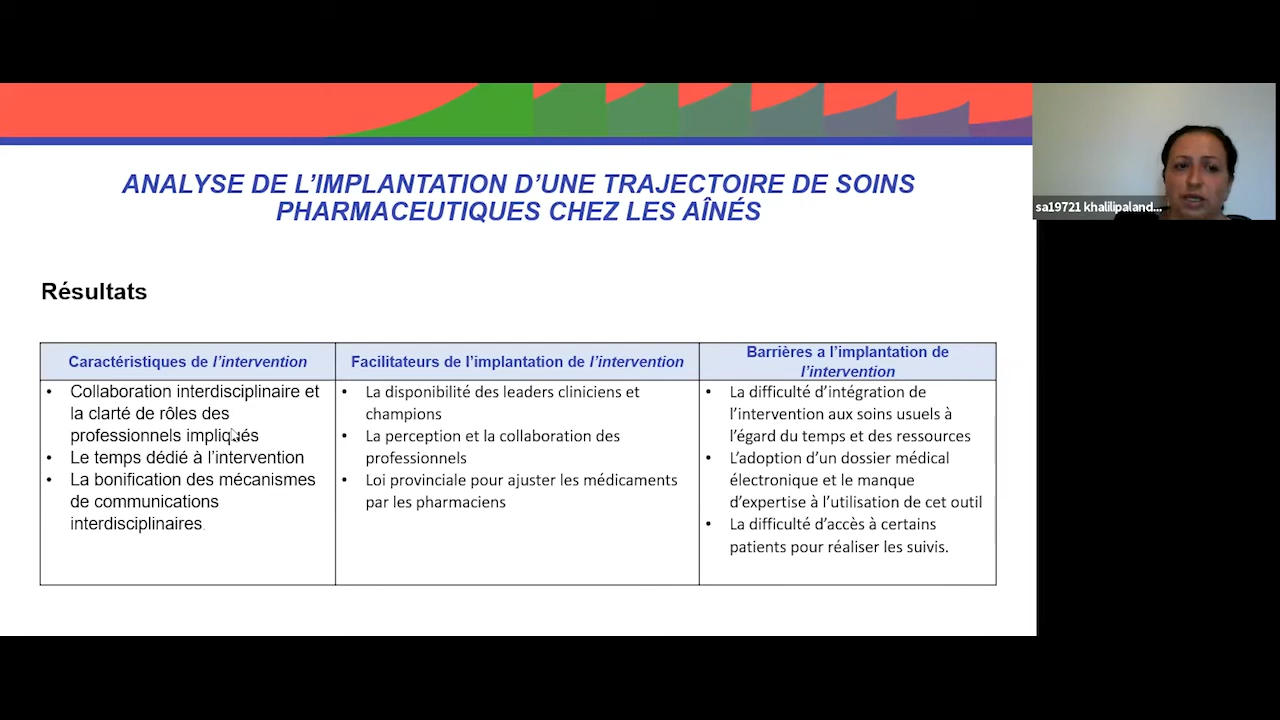 ANALYSE DE L’IMPLANTATION D’UNE TRAJECTOIRE DE SOINS
PHARMACEUTIQUES CHEZ LES AÎNÉS
sa19721 khalilipaland...
Résultats
Caractéristiques de l’intervention
• Collaboration interdisciplinaire et
la clarté de rôles des
professionnels impliqués
• Le temps dédié à l’intervention
• La bonification des mécanismes
de communications
interdisciplinaires
Facilitateurs de l’implantation de l’intervention
• La disponibilité des leaders cliniciens et
champions
• La perception et la collaboration des
professionnels
• Loi provinciale pour ajuster les médicaments
par les pharmaciens
Barrières a l’implantation de
l’intervention
• La difficulté d’intégration de
l’intervention aux soins usuels à
l’égard du temps et des ressources
• L’adoption d’un dossier médical
électronique et le manque
d’expertise à l’utilisation de cet outil
• La difficulté d’accès à certains
patients pour réaliser les suivis.